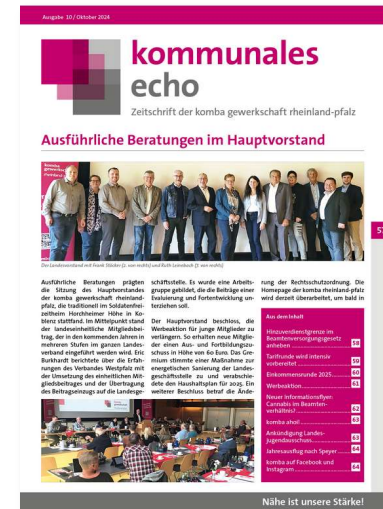 Ausgabe 10 / Oktober 2024
kommunales
echo
Zeitschrift der komba gewerkschaft rheinland-pfalz
Ausführliche Beratungen im Hauptvorstand
Der Landesvorstand mit Frank Stücker (2. von rechts) und Ruth Leinebach (7. von rechts)
Ausführliche Beratungen prägten
die Sitzung des Hauptvorstandes
der komba gewerkschaft rheinland-
pfalz, die traditionell im Soldatenfrei-
zeitheim Horchheimer Höhe in Ko-
blenz stattfand. Im Mittelpunkt stand
der landeseinheitliche Mitgliedsbei-
trag, der in den kommenden Jahren in
mehreren Stufen im ganzen Landes-
verband eingeführt werden wird. Eric
Burkhardt berichtete über die Erfah-
rungen des Verbandes Westpfalz mit
der Umsetzung des einheitlichen Mit-
gliedsbeitrages und der Übertragung
des Beitragseinzugs auf die Landesge-
schäftsstelle. Es wurde eine Arbeits-
gruppe gebildet, die die Beiträge einer
Evaluierung und Fortentwicklung un-
terziehen soll.
Der Hauptvorstand beschloss, die
Werbeaktion für junge Mitglieder zu
verlängern. So erhalten neue Mitglie-
der einen Aus- und Fortbildungszu-
schuss in Höhe von 60 Euro. Das Gre-
mium stimmte einer Maßnahme zur
energetischen Sanierung der Landes-
geschäftsstelle zu und verabschie-
dete den Haushaltsplan für 2025. Ein
weiterer Beschluss betraf die Ände-
rung der Rechtsschutzordnung. Die
Homepage der komba rheinland-pfalz
wird derzeit überarbeitet, um bald in
57
Aus dem Inhalt
Hinzuverdienstgrenze im
Beamtenversorgungsgesetz
anheben 58
Tarifrunde wird intensiv
vorbereitet 59
Einkommensrunde 2025 60
Werbeaktion 61
Neuer Informationsflyer:
Cannabis im Beamten-
verhältnis? 62
komba ahoi! 63
Ankündigung Landes-
jugendausschuss 63
Jahresausflug nach Speyer 64
komba auf Facebook und
Instagram 64
Nähe ist unsere Stärke!